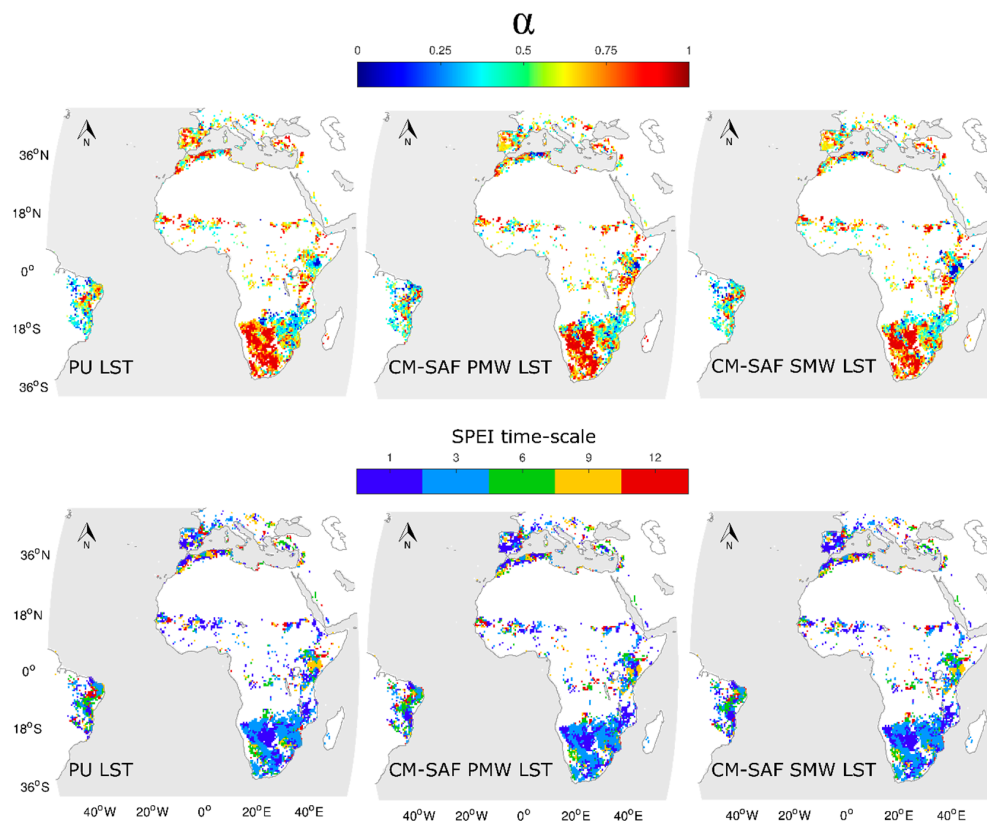 α
0 0.25 0.5 0.75 1
N N N
36°N
18°N
0°
18°S
36°S
PU LST CM-SAF PMW LST CM-SAF SMW LST
SPEI time-scale
1 3 6 9 12
N N N
36°N
18°N
0°
18°S
36°S
PU LST CM-SAF PMW LST CM-SAF SMW LST
40°W 20°W 0° 20°E 40°E 40°W 20°W 0° 20°E 40°E 40°W 20°W 0° 20°E 40°E